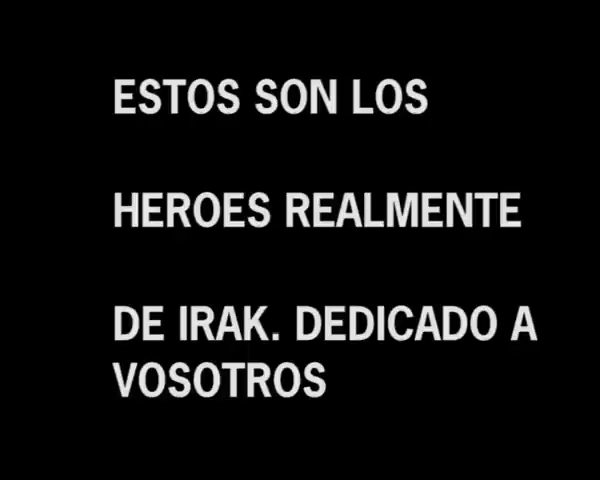 ESTOS SON LOS
HEROES REALMENTE
DE IRAK. DEDICADO A
VOSOTROS